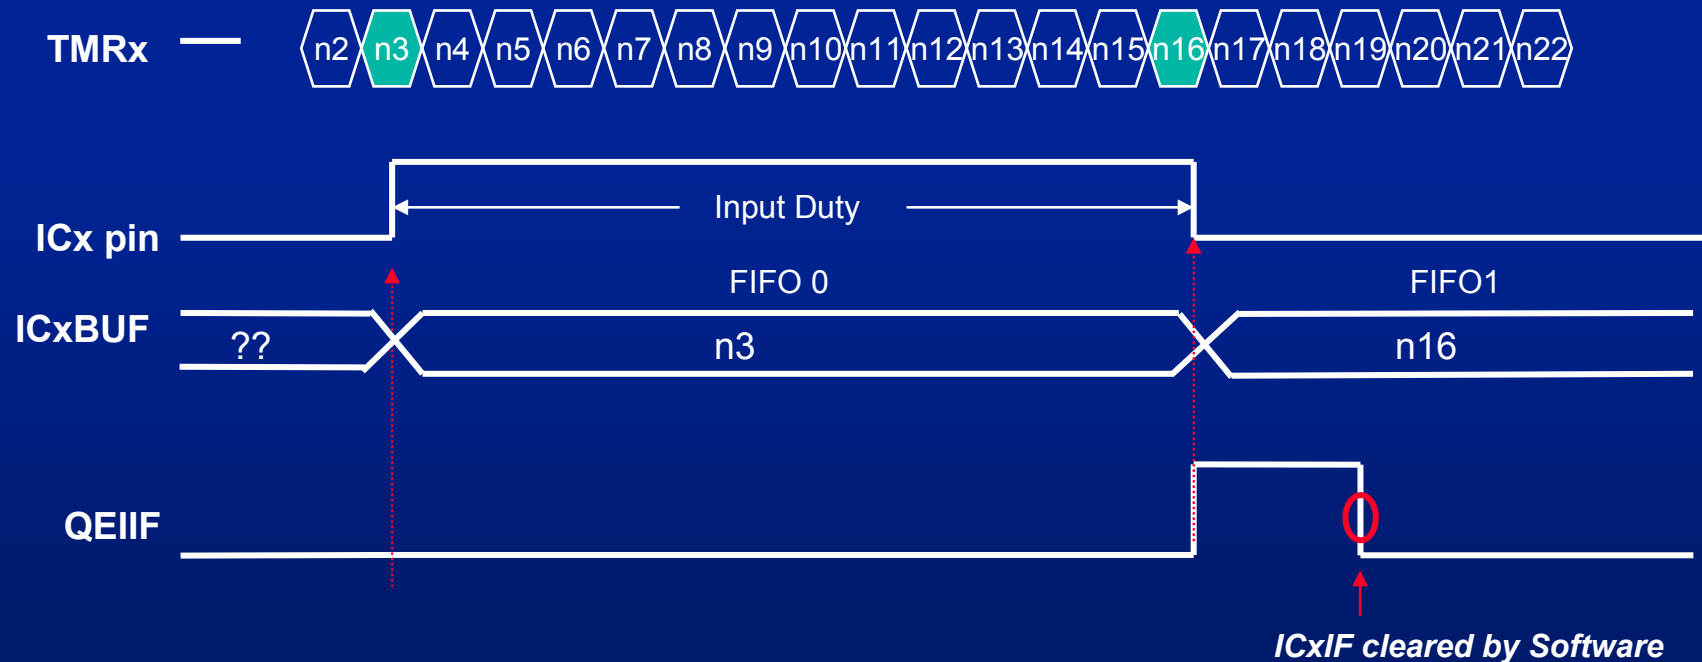 TMRx n2 n3 n4 n5 n6 n7 n8 n9 n10 n11 n12 n13 n14 n15 n16 n17 n18 n19 n20 n21 n22
Input Duty
ICx pin
FIFO 0 FIFO1
ICxBUF ?? n3 n16
QEIIF
ICxIF cleared by Software